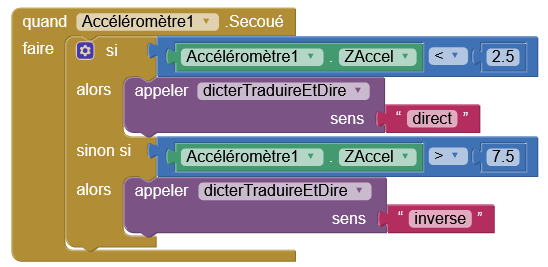 quand Accéléromètre1 .Secoué
faire si Accéléromètre1 . ZAccel < 2.5
alors appeler dicterTraduireEtDire
sens " direct "
sinon si Accéléromètre1 . ZAccel > 7.5
alors appeler dicterTraduireEtDire
sens " inverse "